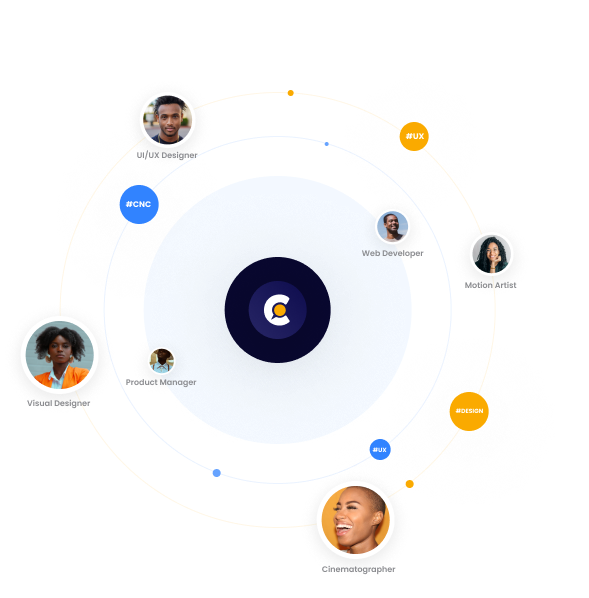 #UX
UI/UX Designer
#CNC
Web Developer
Motion Artist
Product Manager
Visual Designer
#DESIGN
#UX
Cinematographer